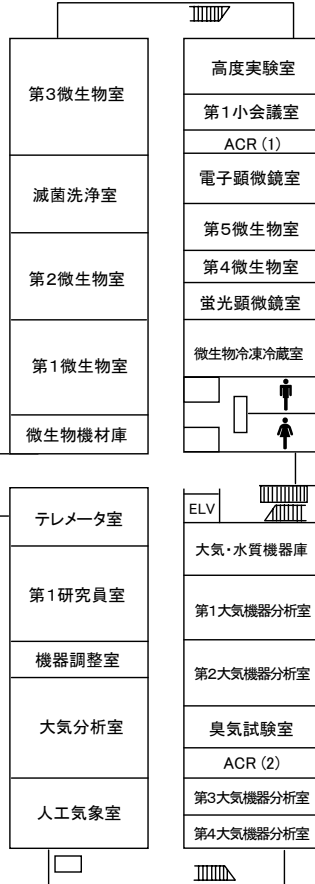 第3微生物室
滅菌洗浄室
第2微生物室
第1微生物室
微生物機材庫
高度実験室
第1小会議室
ACR (1)
電子顕微鏡室
第5微生物室
第4微生物室
蛍光顕微鏡室
微生物冷凍冷蔵室
テレメータ室
第1研究員室
機器調整室
大気分析室
人工気象室
ELV
大気・水質機器庫
第1大気機器分析室
第2大気機器分析室
臭気試験室
ACR (2)
第3大気機器分析室
第4大気機器分析室